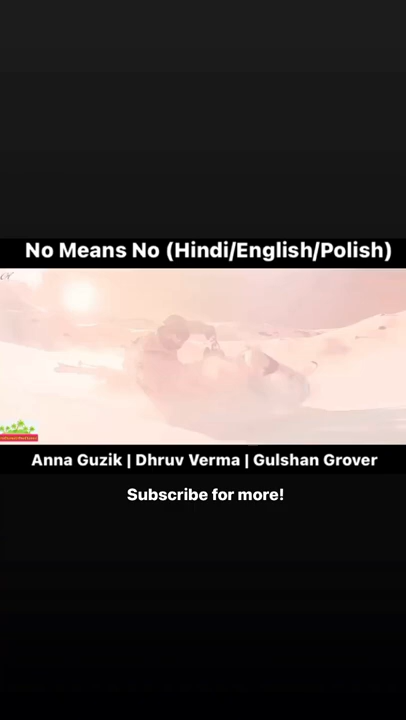 No Means No (Hindi/English/Polish)
Anna Guzik | Dhruv Verma | Gulshan Grover
Subscribe for more!